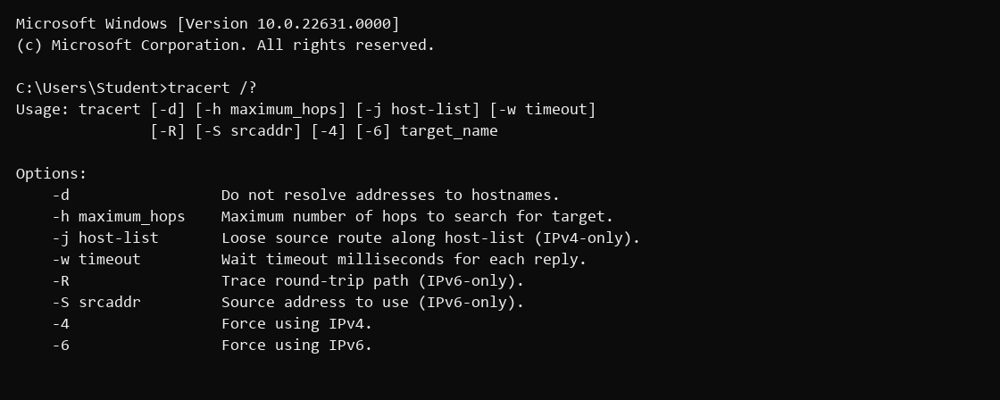 Microsoft Windows [Version 10.0.22631.0000]
(c) Microsoft Corporation. All rights reserved.

C:\Users\Student>tracert /?
Usage: tracert [-d] [-h maximum_hops] [-j host-list] [-w timeout]
               [-R] [-S srcaddr] [-4] [-6] target_name

Options:
    -d                 Do not resolve addresses to hostnames.
    -h maximum_hops    Maximum number of hops to search for target.
    -j host-list       Loose source route along host-list (IPv4-only).
    -w timeout         Wait timeout milliseconds for each reply.
    -R                 Trace round-trip path (IPv6-only).
    -S srcaddr         Source address to use (IPv6-only).
    -4                 Force using IPv4.
    -6                 Force using IPv6.